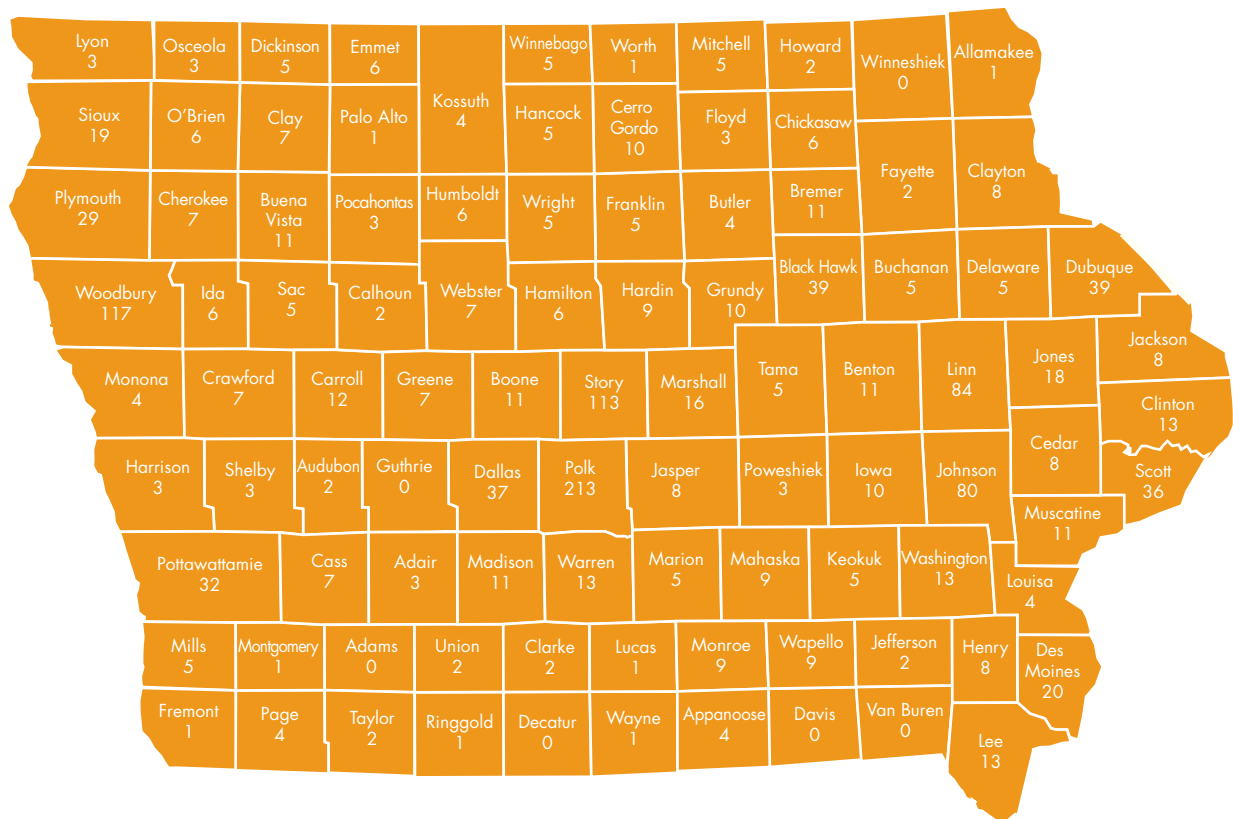 Lyon
3
Osceola
3
Dickinson
5
Emmet
6
Kossuth
4
Winnebago
5
Worth
1
Mitchell
5
Howard
2
Winneshiek
0
Allamakee
1
Sioux
19
O'Brien
6
Clay
7
Palo Alto
1
Hancock
5
Cerro
Gordo
10
Floyd
3
Chickasaw
6
Fayette
2
Clayton
8
Plymouth
29
Cherokee
7
Buena
Vista
11
Pocahontas
3
Humboldt
6
Wright
5
Franklin
5
Butler
4
Bremer
11
Woodbury
117
Ida
6
Sac
5
Calhoun
2
Webster
7
Hamilton
6
Hardin
9
Grundy
10
Black Hawk
39
Buchanan
5
Delaware
5
Dubuque
39
Monona
4
Crawford
7
Carroll
12
Greene
7
Boone
11
Story
113
Marshall
16
Tama
5
Benton
11
Linn
84
Jones
18
Jackson
8
Clinton
13
Harrison
3
Shelby
3
Audubon
2
Guthrie
0
Dallas
37
Polk
213
Jasper
8
Poweshiek
3
Iowa
10
Johnson
80
Cedar
8
Scott
36
Muscatine
11
Pottawattamie
32
Cass
7
Adair
3
Madison
11
Warren
13
Marion
5
Mahaska
9
Keokuk
5
Washington
13
Louisa
4
Mills
5
Montgomery
1
Adams
0
Union
2
Clarke
2
Lucas
1
Monroe
9
Wapello
9
Jefferson
2
Henry
8
Des
Moines
20
Fremont
1
Page
4
Taylor
2
Ringgold
1
Decatur
0
Wayne
1
Appanoose
4
Davis
0
Van Buren
0
Lee
13